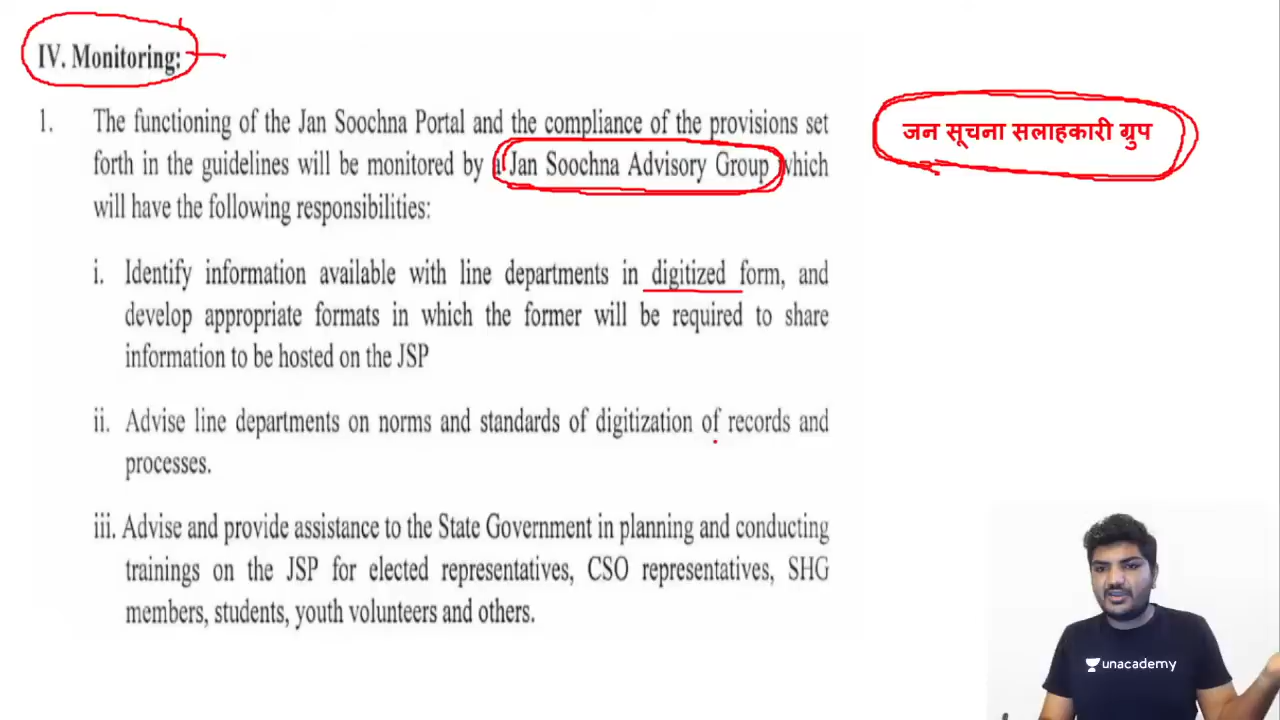 IV. Monitoring:
1. The functioning of the Jan Soochna Portal and the compliance of the provisions set
forth in the guidelines will be monitored by a Jan Soochna Advisory Group which
will have the following responsibilities:
i. Identify information available with line departments in digitized form, and
develop appropriate formats in which the former will be required to share
information to be hosted on the JSP
ii. Advise line departments on norms and standards of digitization of records and
processes.
iii. Advise and provide assistance to the State Government in planning and conducting
trainings on the JSP for elected representatives, CSO representatives, SHG
members, students, youth volunteers and others.
जन सूचना सलाहकारी ग्रुप
unacademy